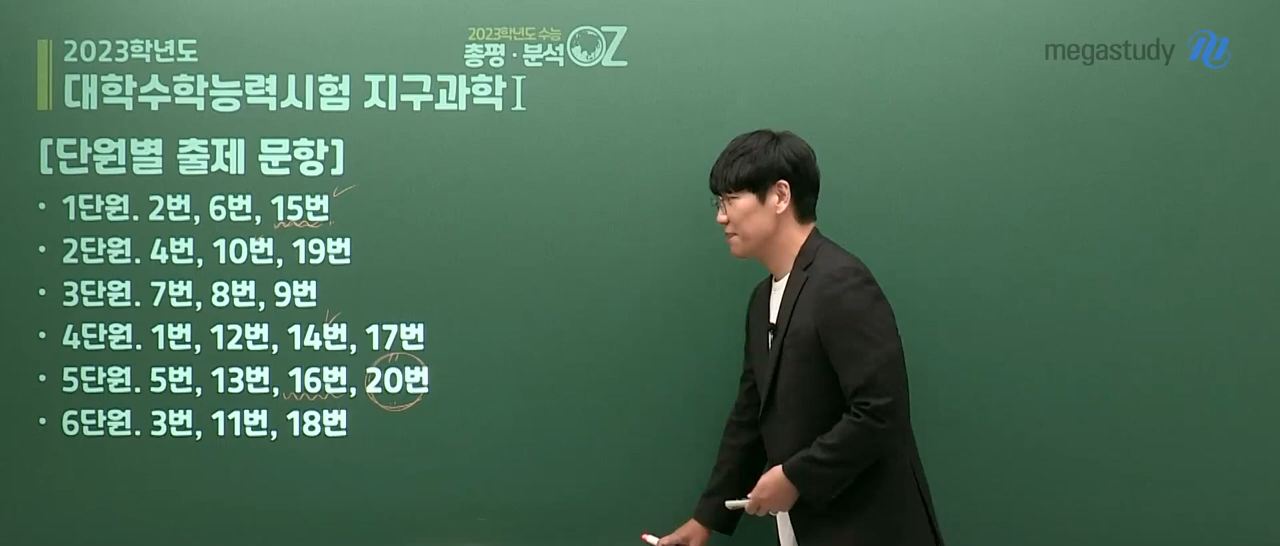 2023학년도
대학수학능력시험 지구과학I
2023학년도 수능
총평·분석 OZ
megastudy
[단원별 출제 문항]
• 1단원. 2번, 6번, 15번
• 2단원. 4번, 10번, 19번
• 3단원. 7번, 8번, 9번
• 4단원. 1번, 12번, 14번, 17번
• 5단원. 5번, 13번, 16번, 20번
• 6단원. 3번, 11번, 18번